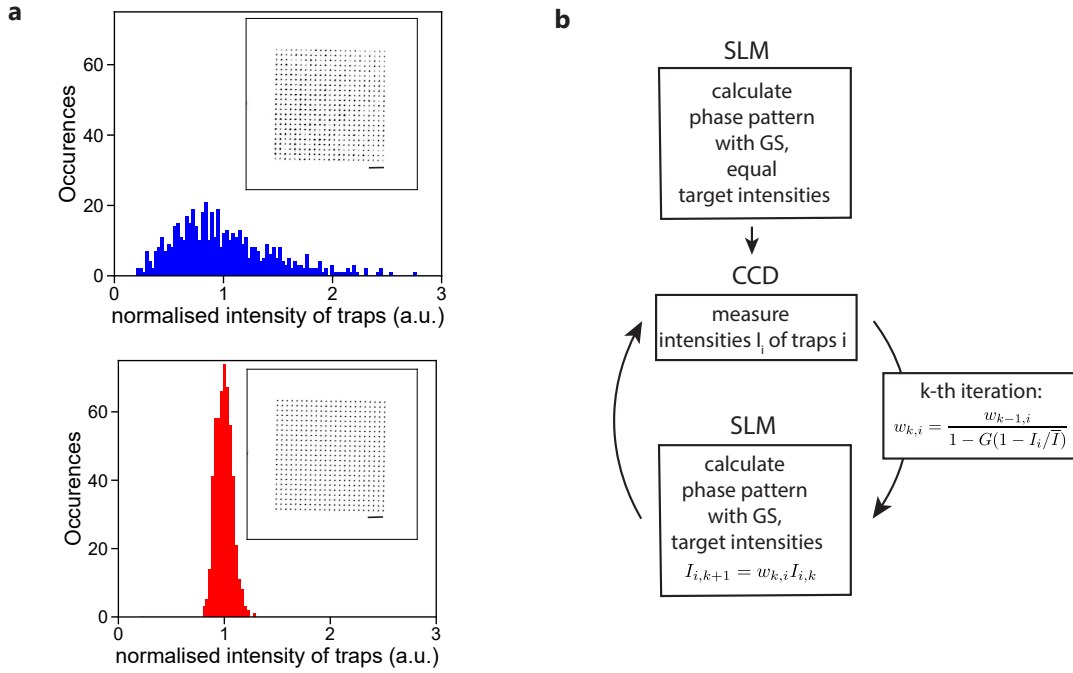 a
60
40
20
0
Occurences
0 1 2 3
normalised intensity of traps (a.u.)
60
40
20
0
Occurences
0 1 2 3
normalised intensity of traps (a.u.)
b
SLM
calculate
phase pattern
with GS,
equal
target intensities
CCD
measure
intensities I_i of traps i
k-th iteration:
w_{k,i} = \frac{w_{k-1,i}}{1 - G(1 - I_i/\overline{I})}
SLM
calculate
phase pattern
with GS,
target intensities
I_{i,k+1} = w_{k,i} I_{i,k}